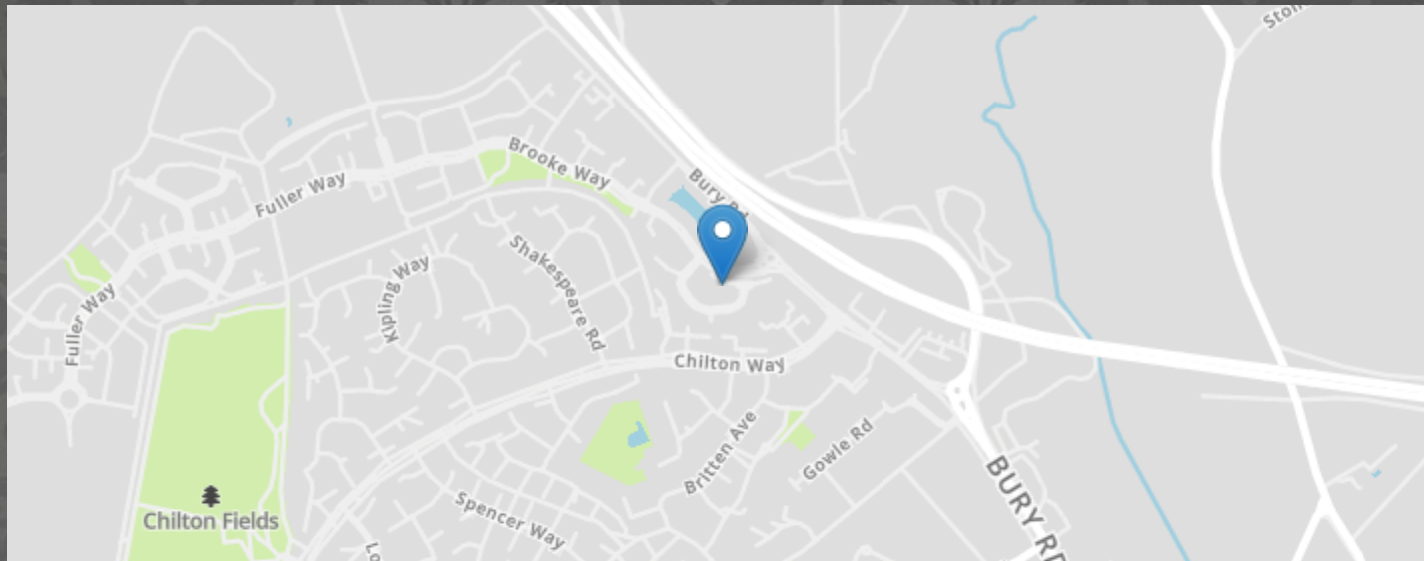 Brooke Way
Fuller Way
Bury Rd
Shakespeare Rd
Kipling Way
Fuller Way
Chilton Way
Britten Ave
Gowle Rd
BURY RD
Chilton Fields
Spencer Way